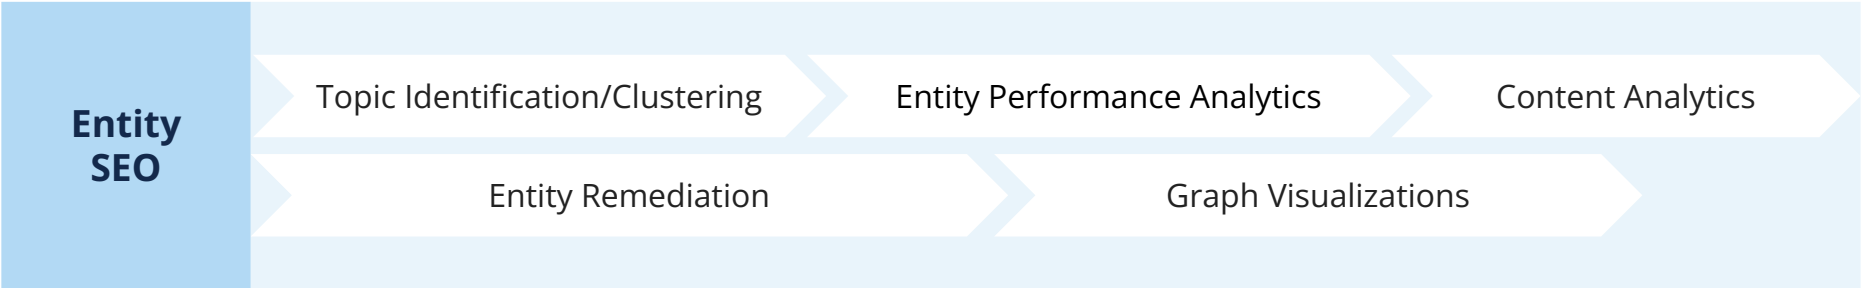 Entity
SEO
Topic Identification/Clustering
Entity Performance Analytics
Content Analytics
Entity Remediation
Graph Visualizations